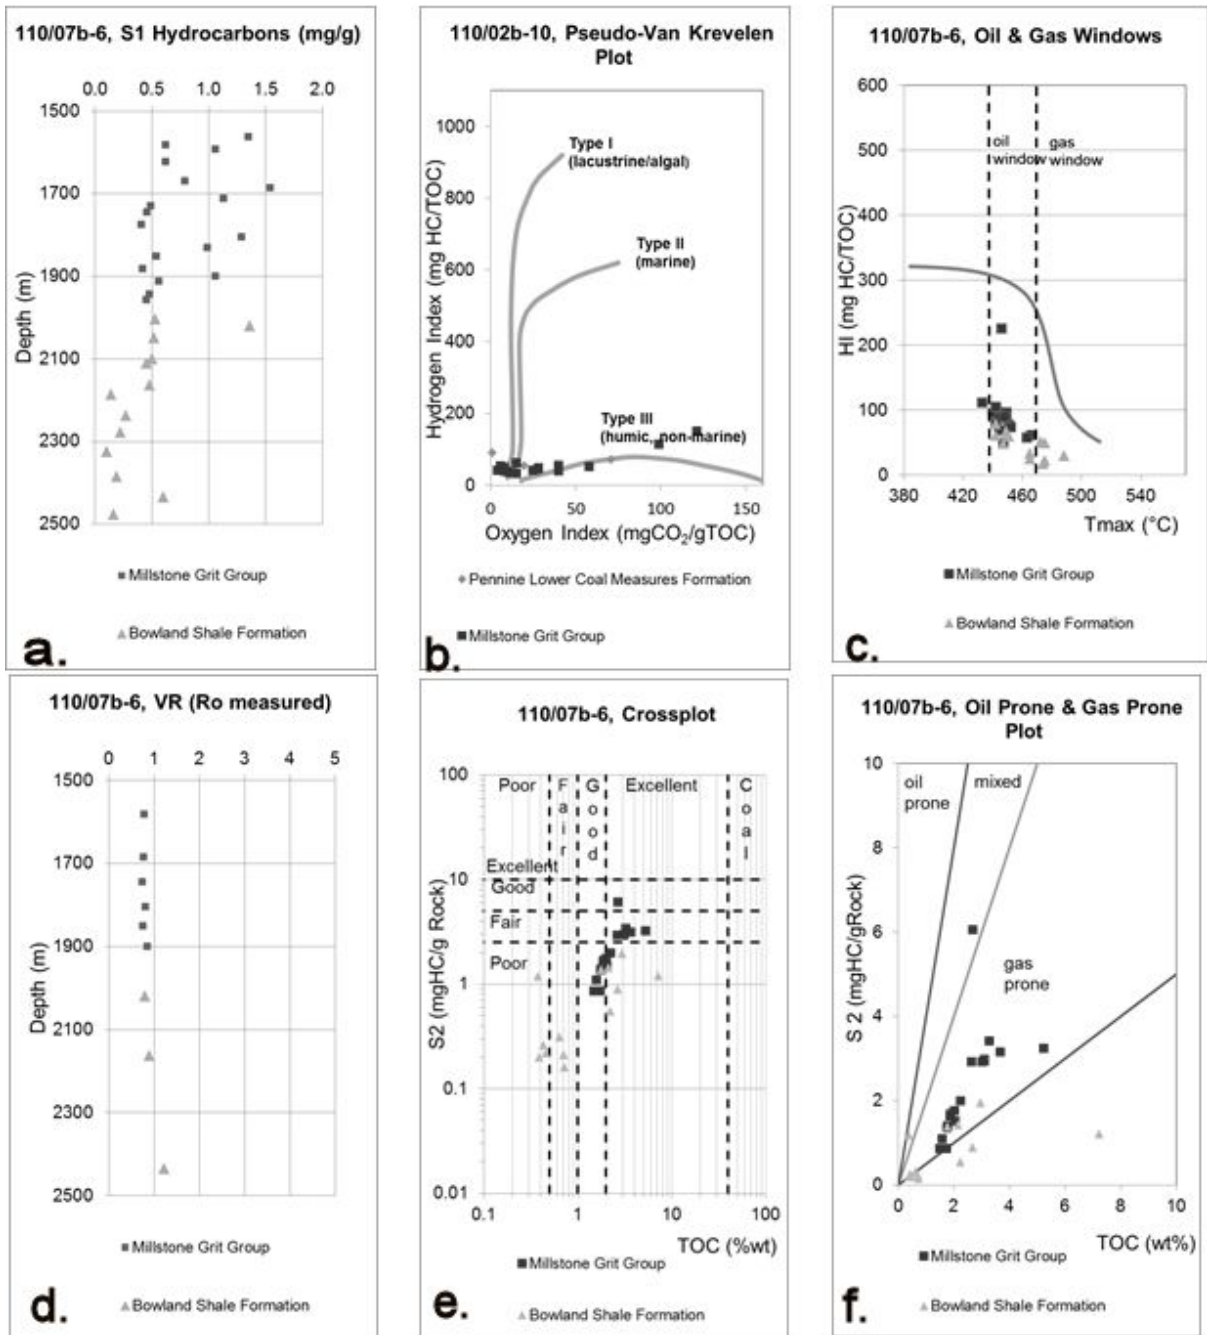 110/07b-6, S1 Hydrocarbons (mg/g)
0.0 0.5 1.0 1.5 2.0
1500
1700
1900
2100
2300
2500
Depth (m)
Millstone Grit Group
Bowland Shale Formation
a.
110/02b-10, Pseudo-Van Krevelen
Plot
1000
800
600
400
200
0
Hydrogen Index (mg HC/TOC)
Type I
(lacustrine/algal)
Type II
(marine)
Type III
(humic, non-marine)
0 50 100 150
Oxygen Index (mgCO₂/gTOC)
Pennine Lower Coal Measures Formation
Millstone Grit Group
b.
110/07b-6, Oil & Gas Windows
600
500
400
300
200
100
0
HI (mg HC/TOC)
oil
window
gas
window
380 420 460 500 540
Tmax (°C)
Millstone Grit Group
Bowland Shale Formation
c.
110/07b-6, VR (Ro measured)
0 1 2 3 4 5
1500
1700
1900
2100
2300
2500
Depth (m)
Millstone Grit Group
Bowland Shale Formation
d.
110/07b-6, Crossplot
100
10
1
0.1
0.01
S2 (mgHC/g Rock)
Poor
Fair
Good
Excellent
Coal
Excellent
Good
Fair
Poor
0.1 1 10 100
TOC (%wt)
Millstone Grit Group
Bowland Shale Formation
e.
110/07b-6, Oil Prone & Gas Prone
Plot
10
8
6
4
2
0
S 2 (mgHC/gRock)
oil
prone
mixed
gas
prone
0 2 4 6 8 10
TOC (wt%)
Millstone Grit Group
Bowland Shale Formation
f.